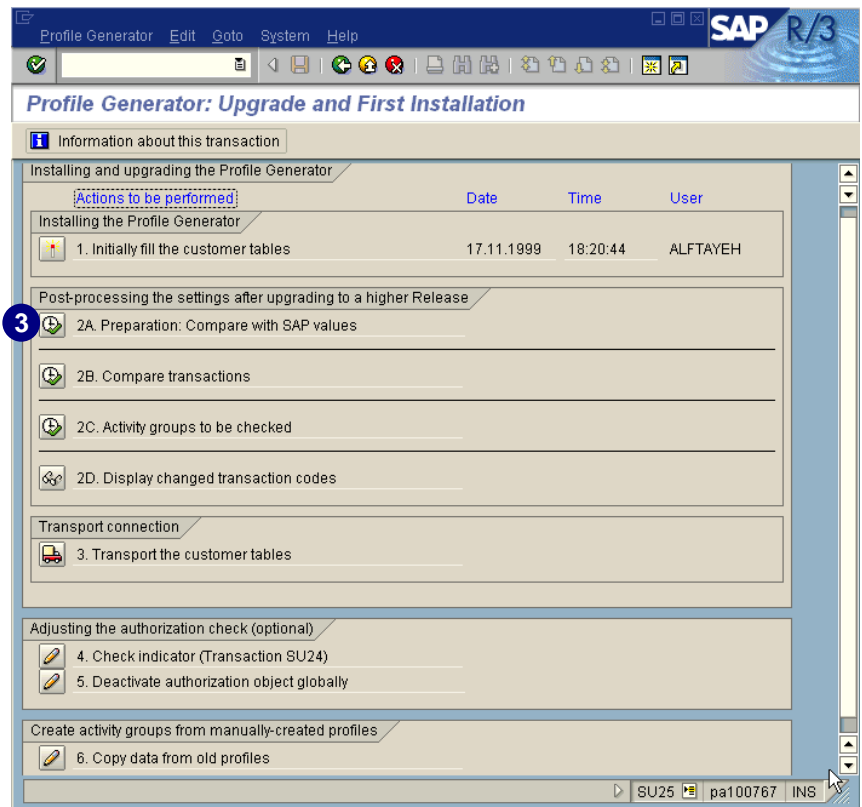 SAP R/3
Profile Generator Edit Goto System Help
Profile Generator: Upgrade and First Installation
Information about this transaction
Installing and upgrading the Profile Generator
Actions to be performed Date Time User
Installing the Profile Generator
1. Initially fill the customer tables 17.11.1999 18:20:44 ALFTAYEH
Post-processing the settings after upgrading to a higher Release
3 2A. Preparation: Compare with SAP values
2B. Compare transactions
2C. Activity groups to be checked
2D. Display changed transaction codes
Transport connection
3. Transport the customer tables
Adjusting the authorization check (optional)
4. Check indicator (Transaction SU24)
5. Deactivate authorization object globally
Create activity groups from manually-created profiles
6. Copy data from old profiles
SU25 pa100767 INS